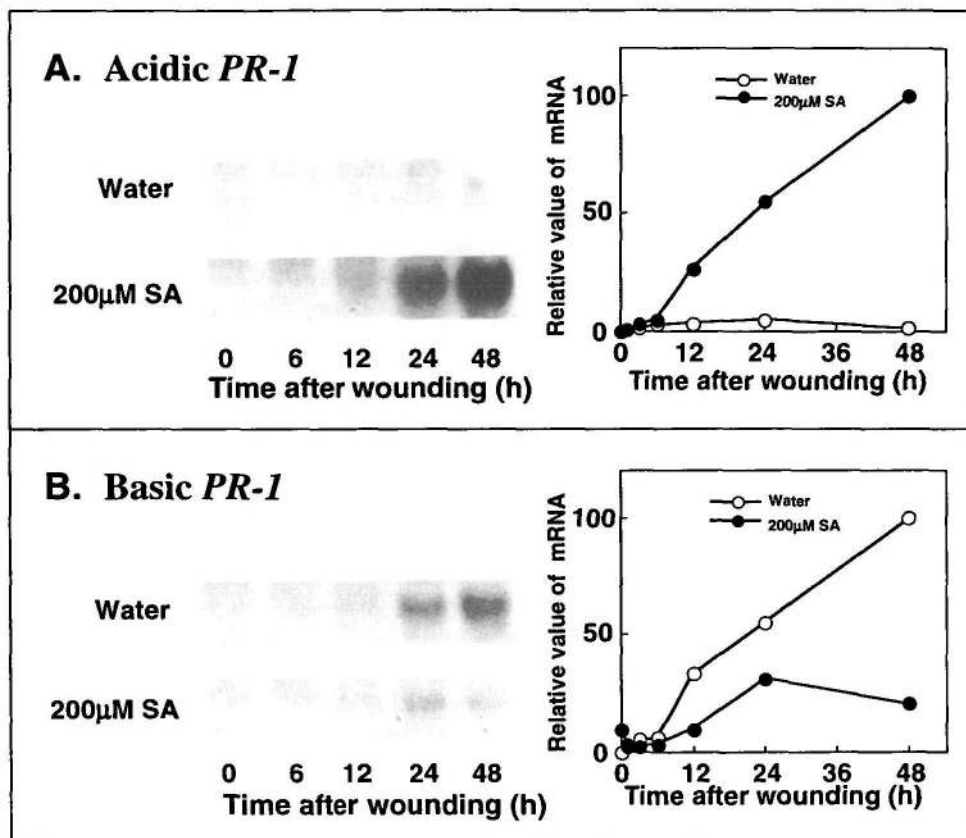 A. Acidic PR-1
Water
200µM SA
0 6 12 24 48
Time after wounding (h)
Relative value of mRNA
Water
200µM SA
100
50
0
0 12 24 36 48
Time after wounding (h)
B. Basic PR-1
Water
200µM SA
0 6 12 24 48
Time after wounding (h)
Relative value of mRNA
Water
200µM SA
100
50
0
0 12 24 36 48
Time after wounding (h)